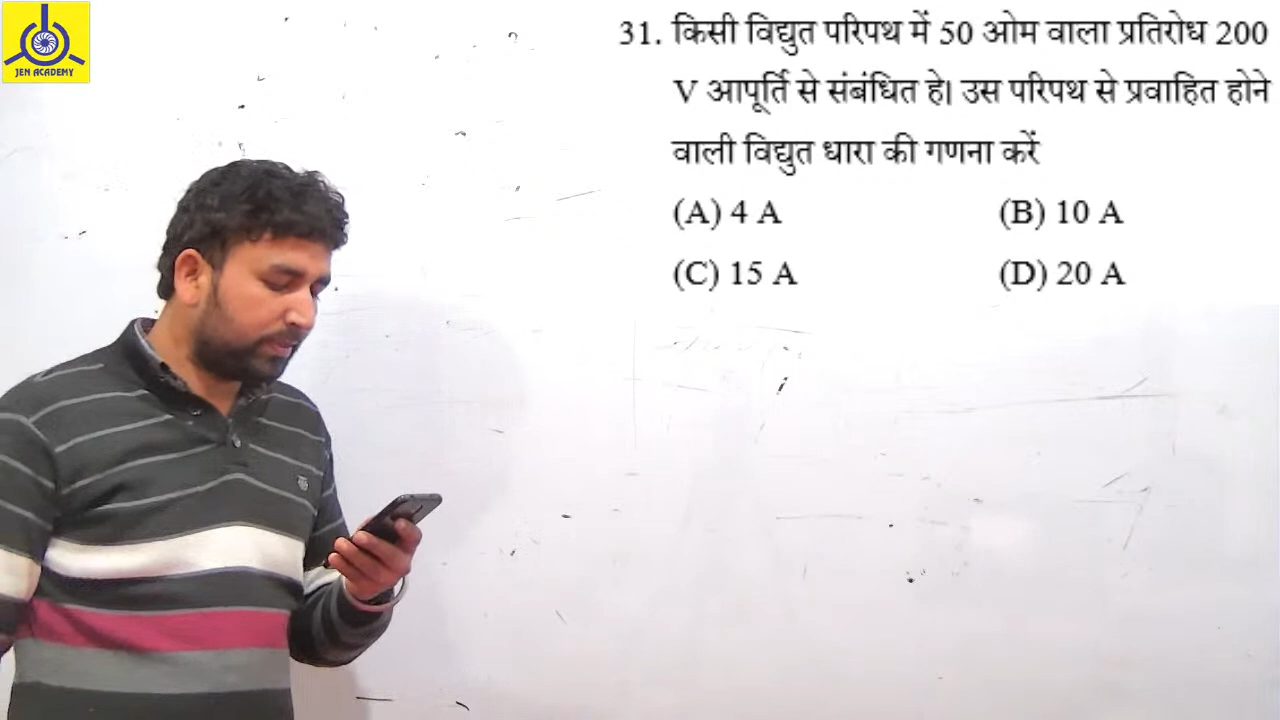 JEN ACADEMY
31. किसी विद्युत परिपथ में 50 ओम वाला प्रतिरोध 200
V आपूर्ति से संबंधित हे। उस परिपथ से प्रवाहित होने
वाली विद्युत धारा की गणना करें
(A) 4 A (B) 10 A
(C) 15 A (D) 20 A